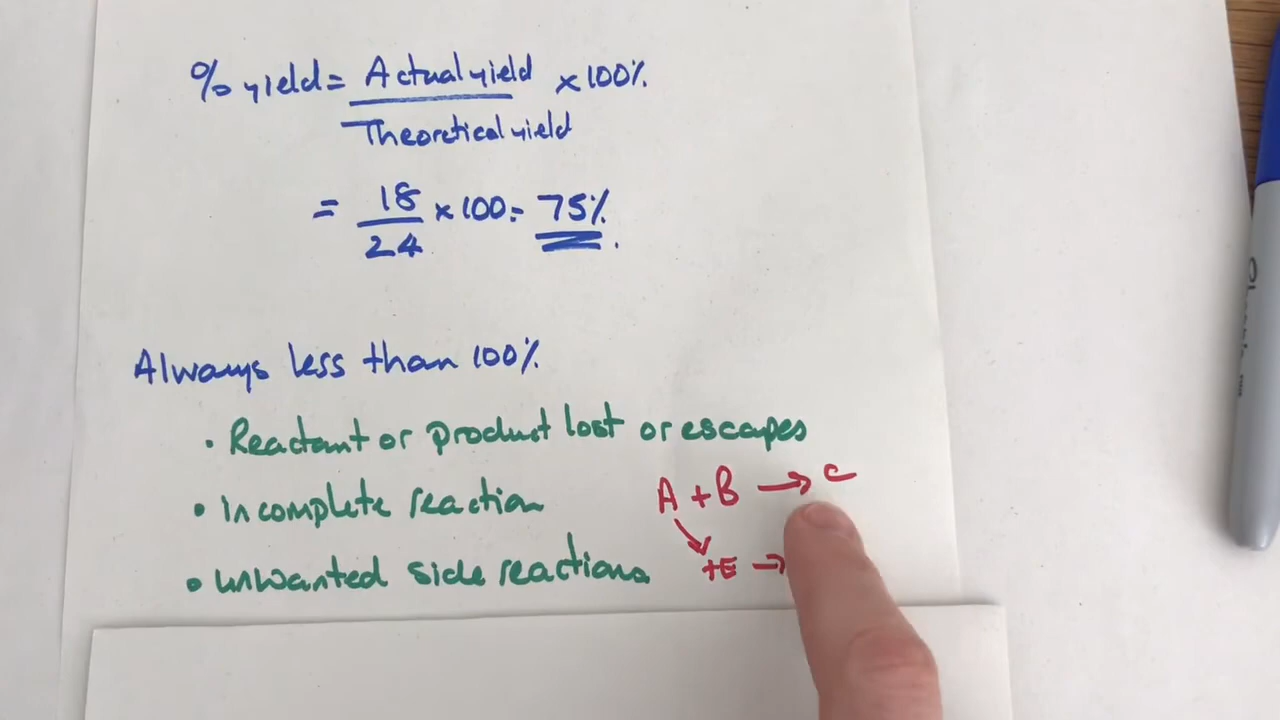 % yield = Actual yield / Theoretical yield × 100%
= 18 / 24 × 100 = 75%.
Always less than 100%
• Reactant or product lost or escapes
• incomplete reaction
A + B → C
• unwanted side reactions
+E →